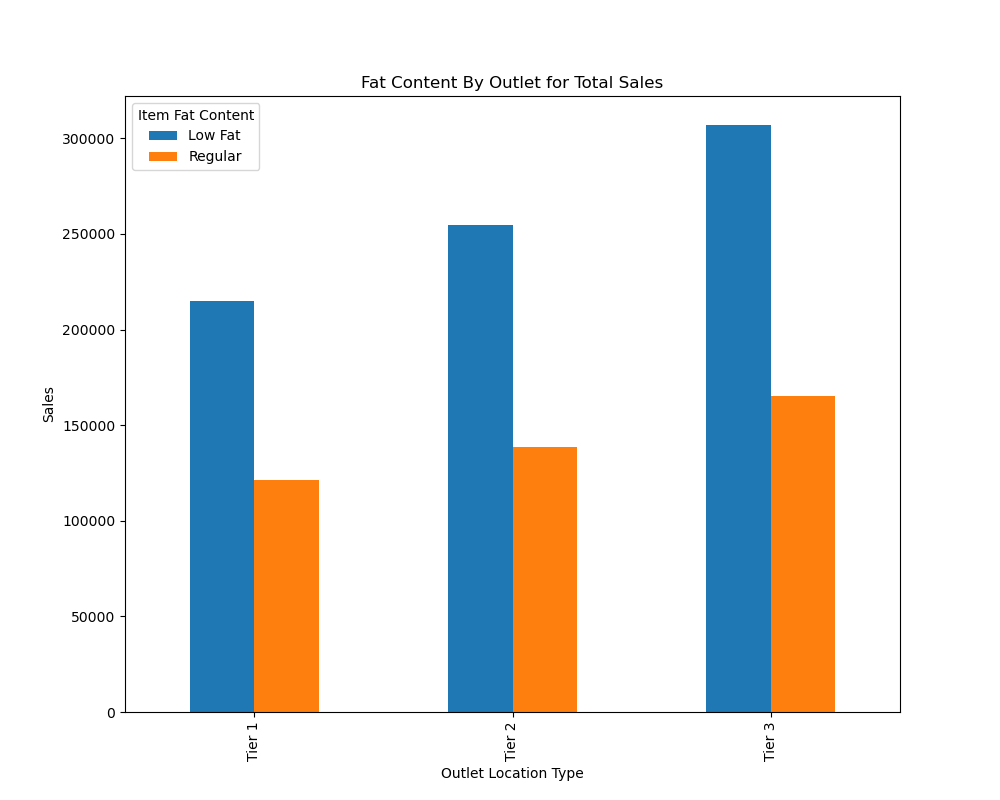 Fat Content By Outlet for Total Sales
Item Fat Content
Low Fat
Regular
300000
250000
200000
150000
100000
50000
0
Sales
Tier 1
Tier 2
Tier 3
Outlet Location Type